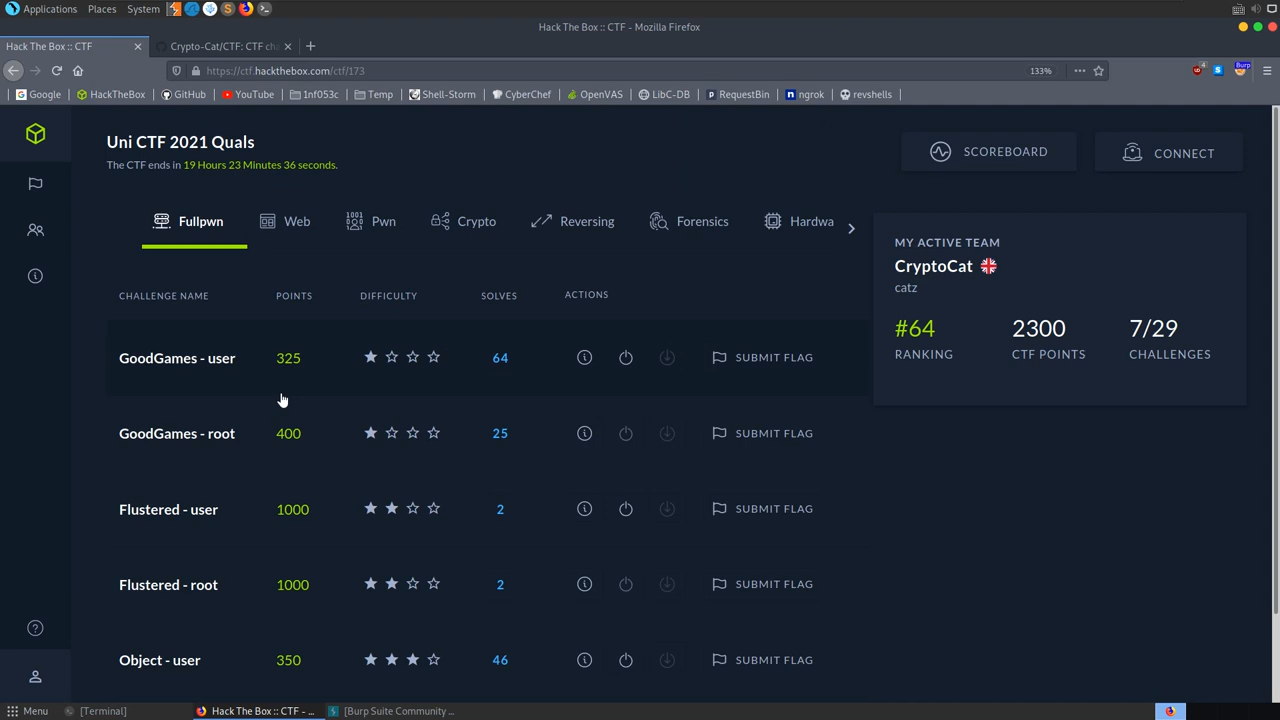 Applications Places System
Hack The Box :: CTF - Mozilla Firefox
Hack The Box :: CTF
Crypto-Cat/CTF: CTF cha
https://ctf.hackthebox.com/ctf/173
133%
4
Burp
Google HackTheBox GitHub YouTube 1nf053c Temp Shell-Storm CyberChef OpenVAS LibC-DB RequestBin ngrok revshells
Uni CTF 2021 Quals
The CTF ends in 19 Hours 23 Minutes 36 seconds.
SCOREBOARD
CONNECT
Fullpwn Web Pwn Crypto Reversing Forensics Hardwa
CHALLENGE NAME POINTS DIFFICULTY SOLVES ACTIONS
GoodGames - user 325 64 SUBMIT FLAG
GoodGames - root 400 25 SUBMIT FLAG
Flustered - user 1000 2 SUBMIT FLAG
Flustered - root 1000 2 SUBMIT FLAG
Object - user 350 46 SUBMIT FLAG
MY ACTIVE TEAM
CryptoCat
catz
#64 2300 7/29
RANKING CTF POINTS CHALLENGES
Menu [Terminal] Hack The Box :: CTF - ... [Burp Suite Community ...